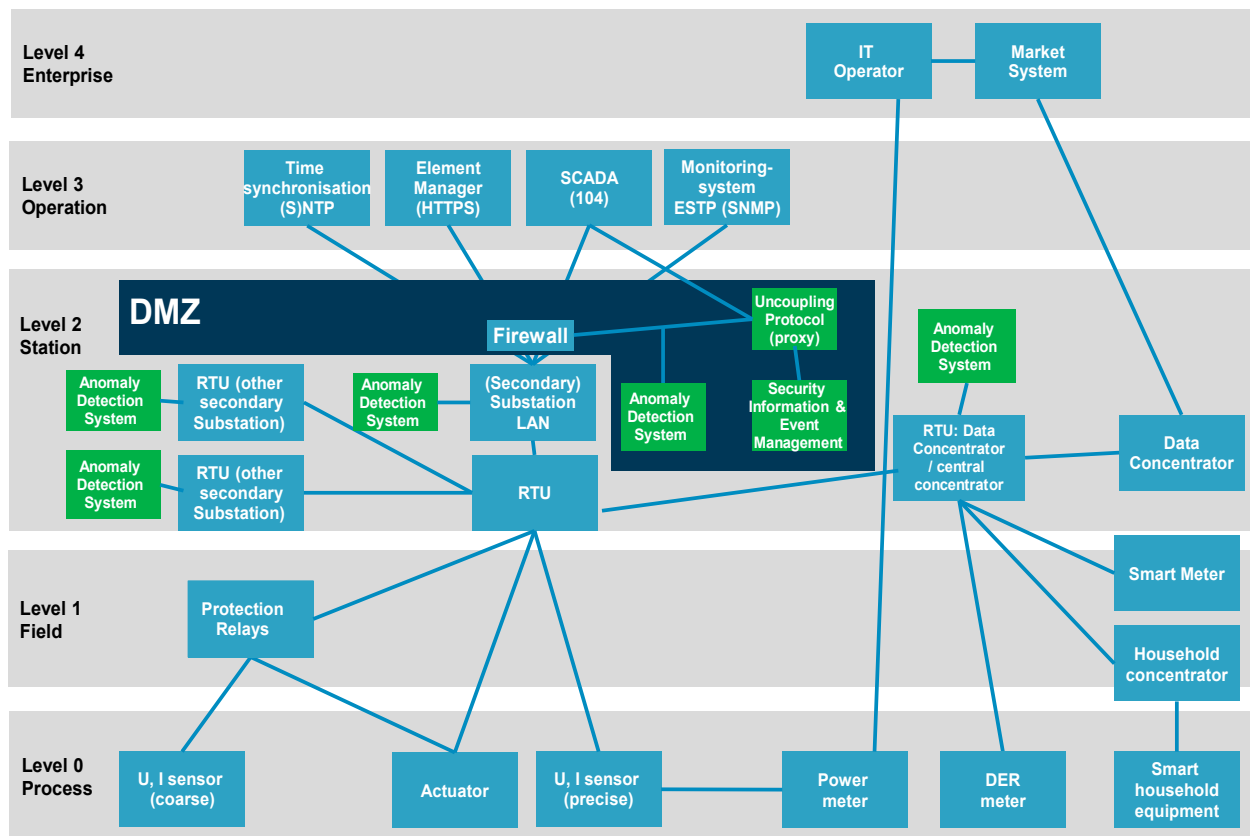 Level 4
Enterprise
IT
Operator
Market
System
Level 3
Operation
Time
synchronisation
(S)NTP
Element
Manager
(HTTPS)
SCADA
(104)
Monitoring-
system
ESTP (SNMP)
Level 2
Station
DMZ
Firewall
Uncoupling
Protocol
(proxy)
Anomaly
Detection
System
Anomaly
Detection
System
RTU (other
secondary
Substation)
Anomaly
Detection
System
(Secondary)
Substation
LAN
Anomaly
Detection
System
Security
Information &
Event
Management
RTU: Data
Concentrator
/ central
concentrator
Data
Concentrator
Anomaly
Detection
System
RTU (other
secondary
Substation)
RTU
Level 1
Field
Protection
Relays
Smart Meter
Household
concentrator
Level 0
Process
U, I sensor
(coarse)
Actuator
U, I sensor
(precise)
Power
meter
DER
meter
Smart
household
equipment